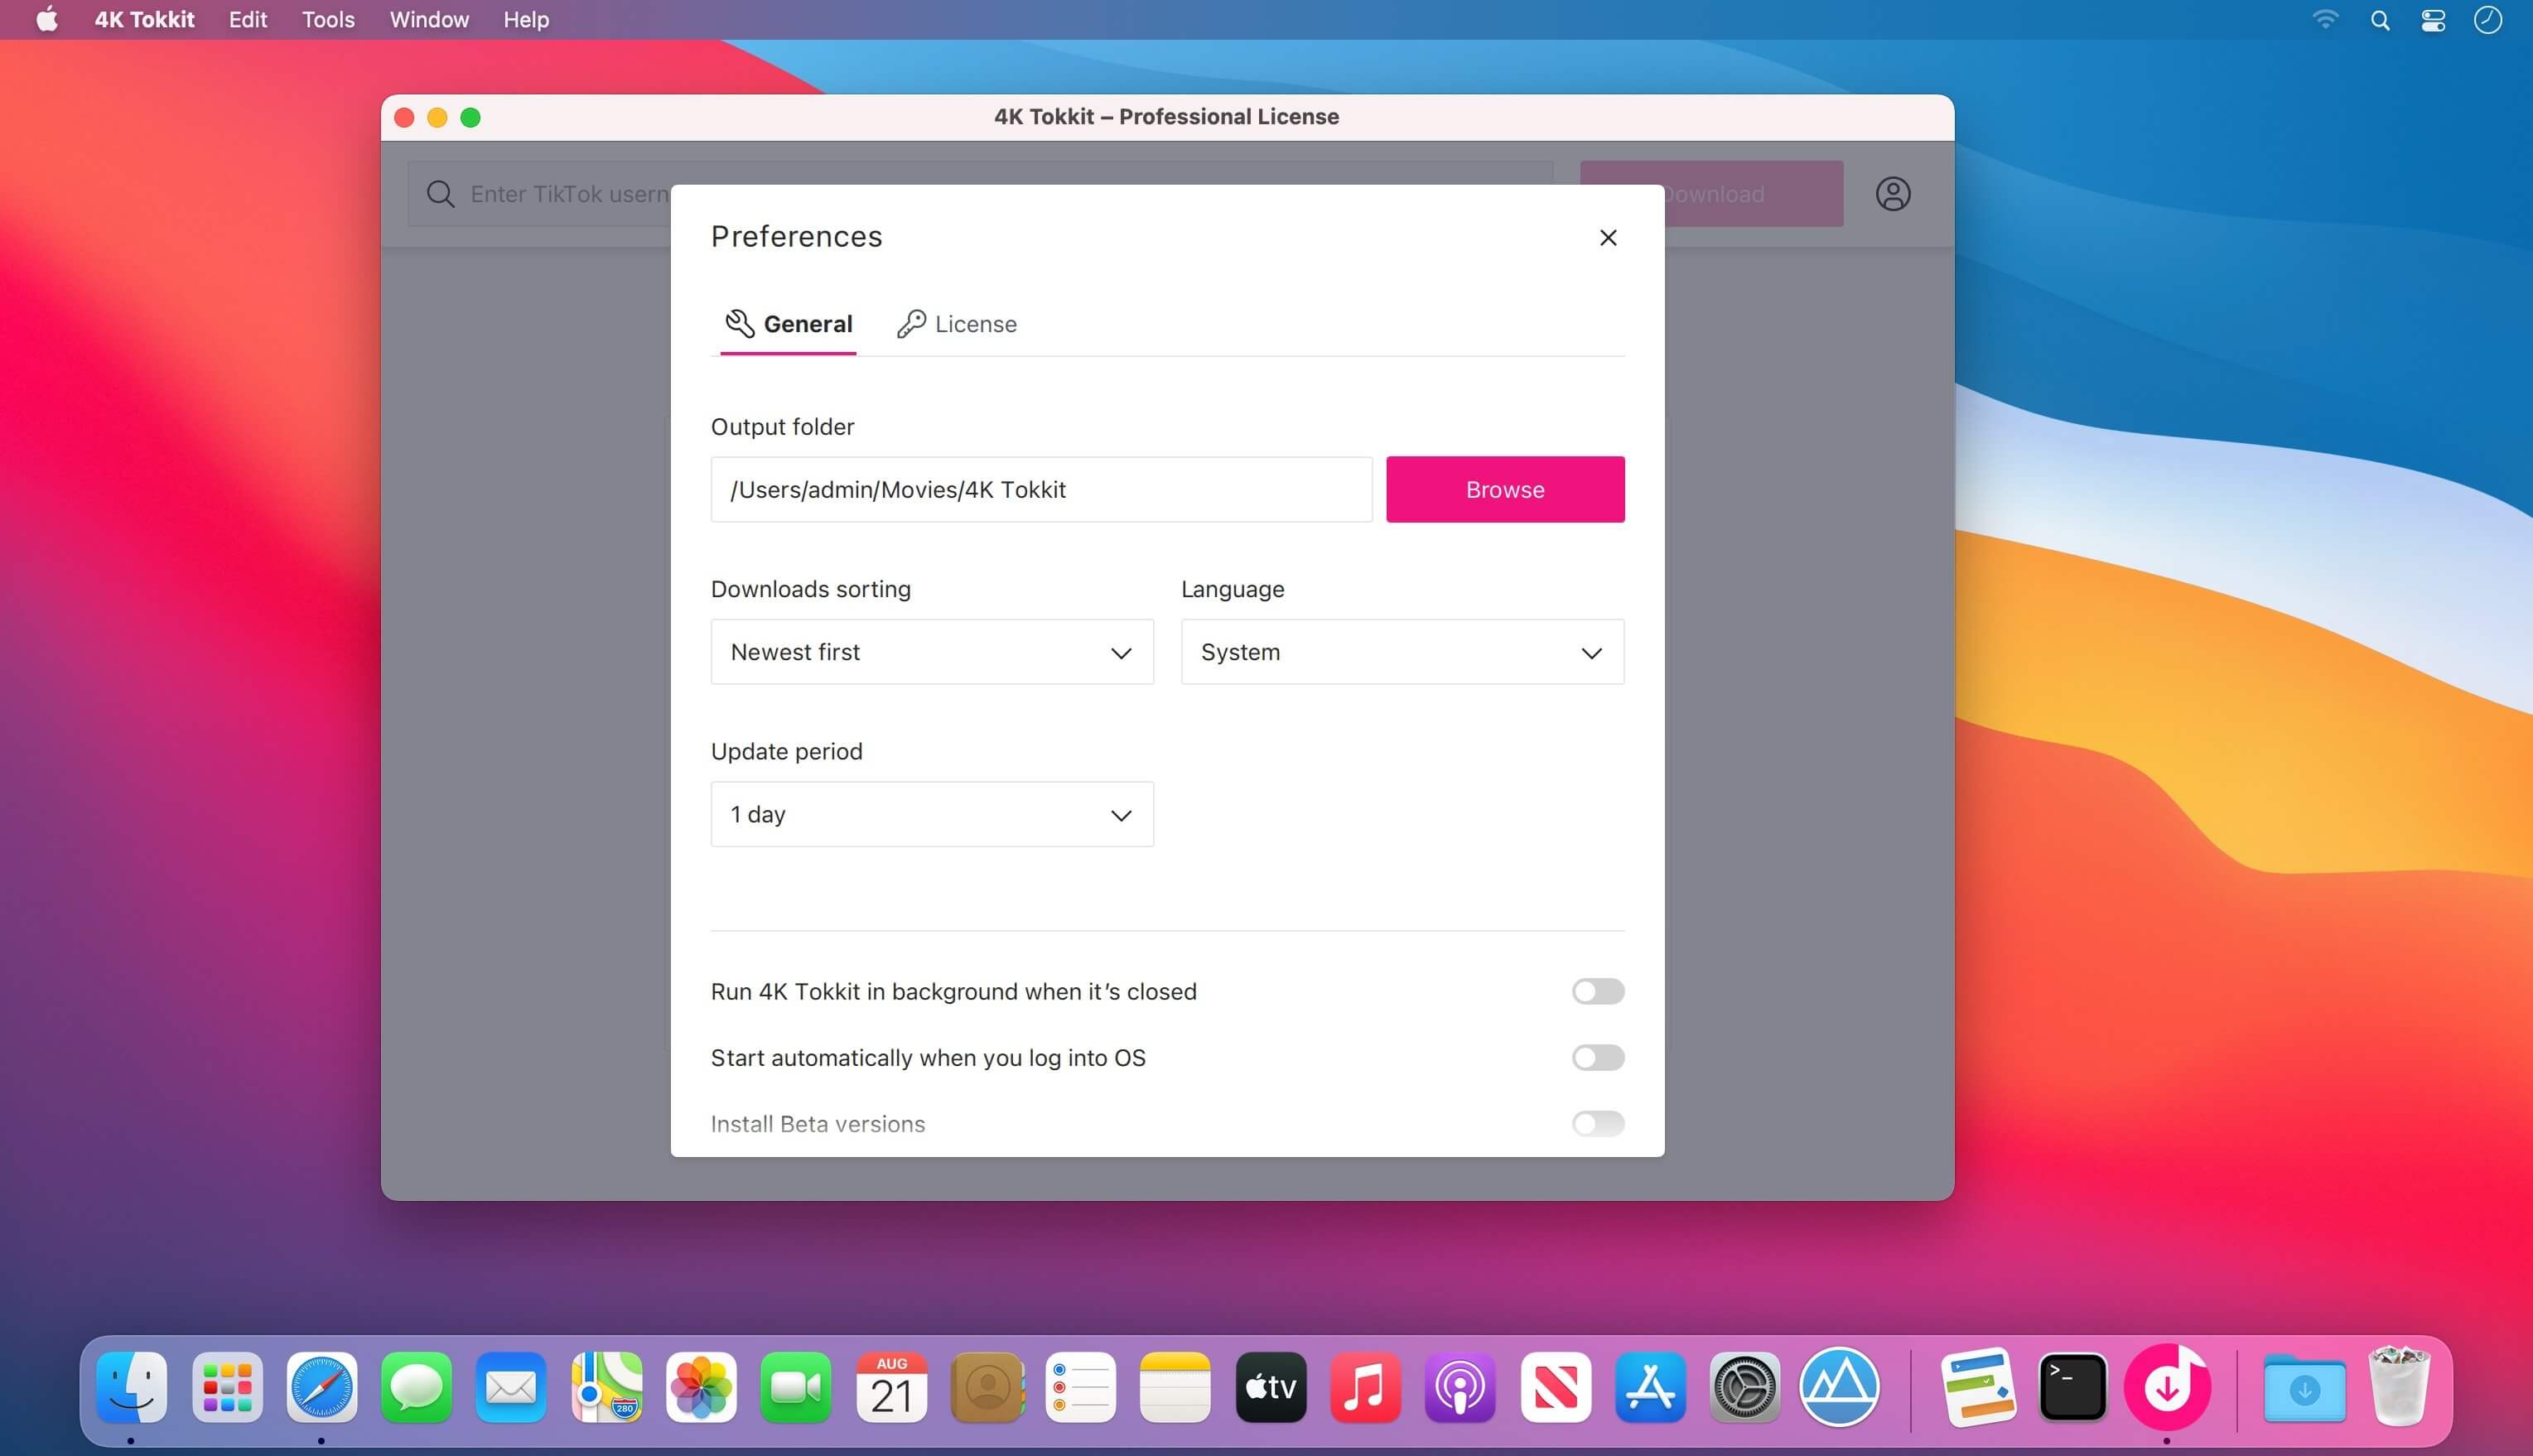 4K Tokkit Edit Tools Window Help
4K Tokkit – Professional License
Enter TikTok usern
Download
Preferences
General License
Output folder
/Users/admin/Movies/4K Tokkit Browse
Downloads sorting Language
Newest first System
Update period
1 day
Run 4K Tokkit in background when it’s closed
Start automatically when you log into OS
Install Beta versions
280
AUG
21
tv
>_